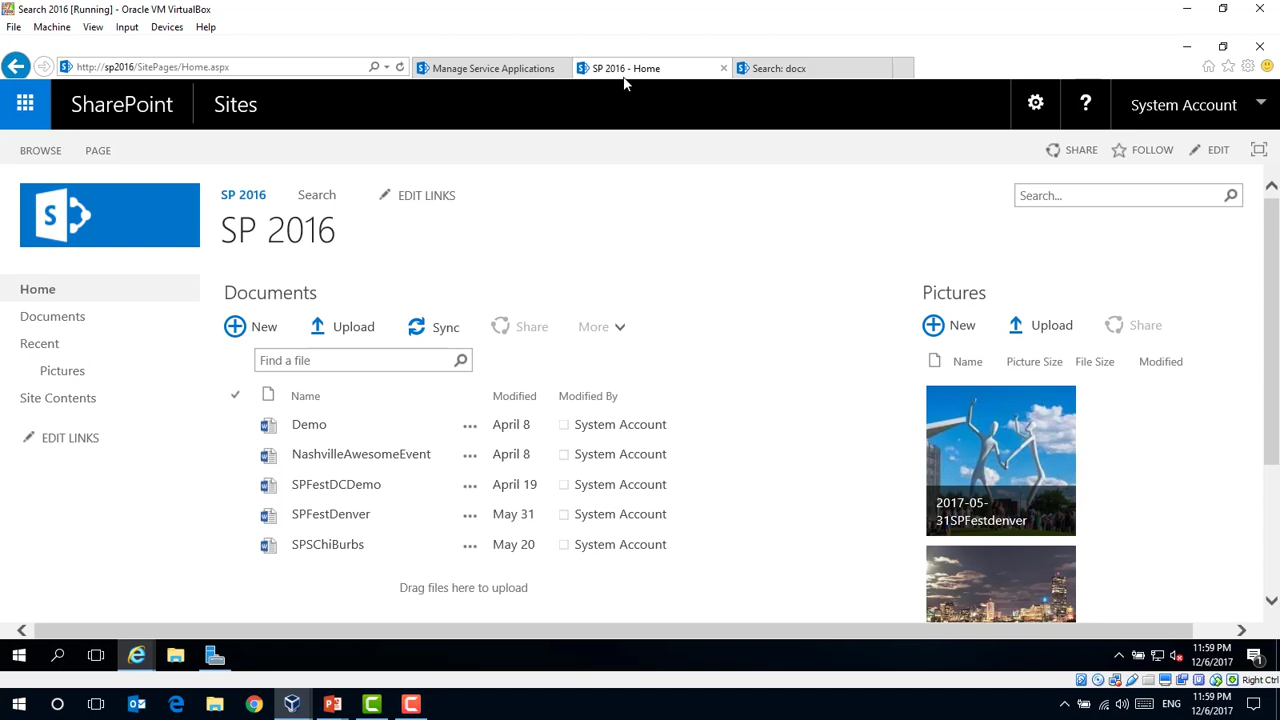 Search 2016 [Running] - Oracle VM VirtualBox
File Machine View Input Devices Help
http://sp2016/SitePages/Home.aspx
Manage Service Applications
SP 2016 - Home
Search: docx
SharePoint
Sites
?
System Account
BROWSE
PAGE
SHARE
FOLLOW
EDIT
S
SP 2016
Search
EDIT LINKS
Search...
SP 2016
Home
Documents
Recent
Pictures
Site Contents
EDIT LINKS
Documents
New
Upload
Sync
Share
More
Find a file
Name Modified Modified By
Demo ... April 8 System Account
NashvilleAwesomeEvent ... April 8 System Account
SPFestDCDemo ... April 19 System Account
SPFestDenver ... May 31 System Account
SPSChiBurbs ... May 20 System Account
Drag files here to upload
Pictures
New
Upload
Share
Name Picture Size File Size Modified
2017-05-
31SPFestdenver
11:59 PM
12/6/2017
1
Right Ctrl
ENG
11:59 PM
12/6/2017